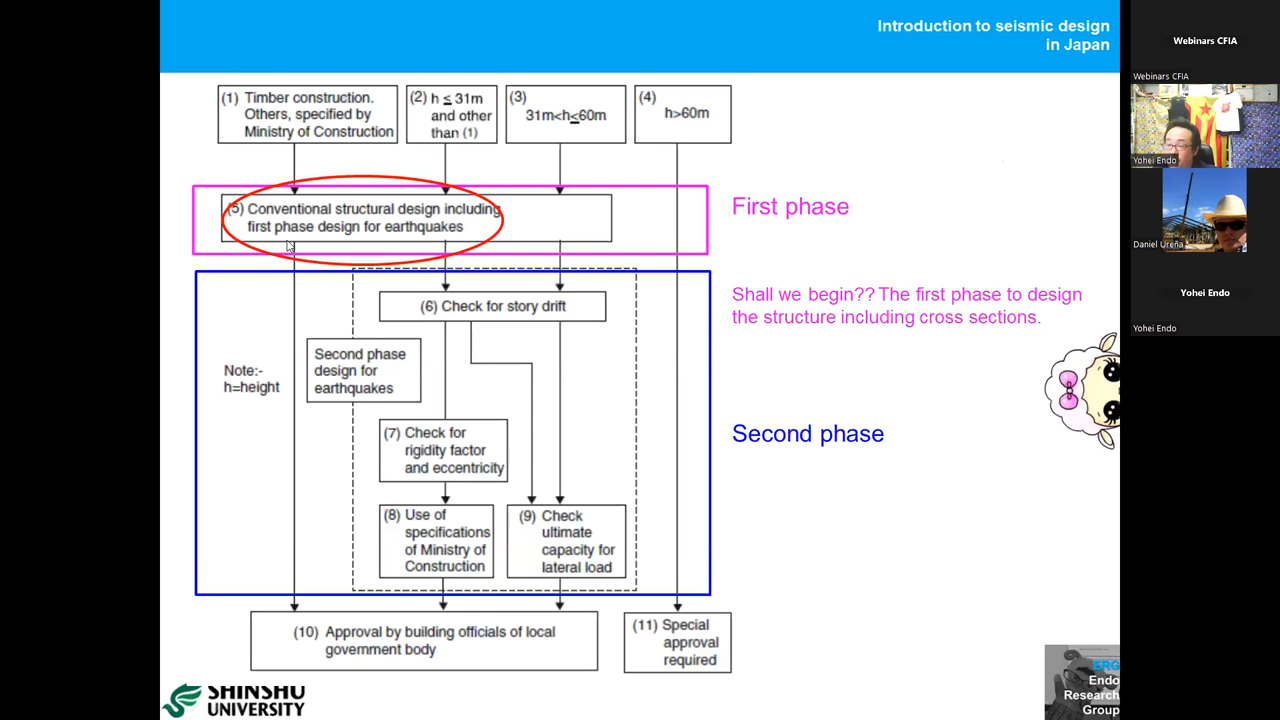 Introduction to seismic design
in Japan
(1) Timber construction.
Others, specified by
Ministry of Construction
(2) h ≤ 31m
and other
than (1)
(3)
31m<h≤60m
(4)
h>60m
(5) Conventional structural design including
first phase design for earthquakes
First phase
(6) Check for story drift
Shall we begin?? The first phase to design
the structure including cross sections.
Second phase
design for
earthquakes
Note:-
h=height
(7) Check for
rigidity factor
and eccentricity
Second phase
(8) Use of
specifications
of Ministry of
Construction
(9) Check
ultimate
capacity for
lateral load
(10) Approval by building officials of local
government body
(11) Special
approval
required
SHINSHU
UNIVERSITY
ERG
Endo
Research
Group
Webinars CFIA
Webinars CFIA
Yohei Endo
Daniel Ureña
Yohei Endo
Yohei Endo